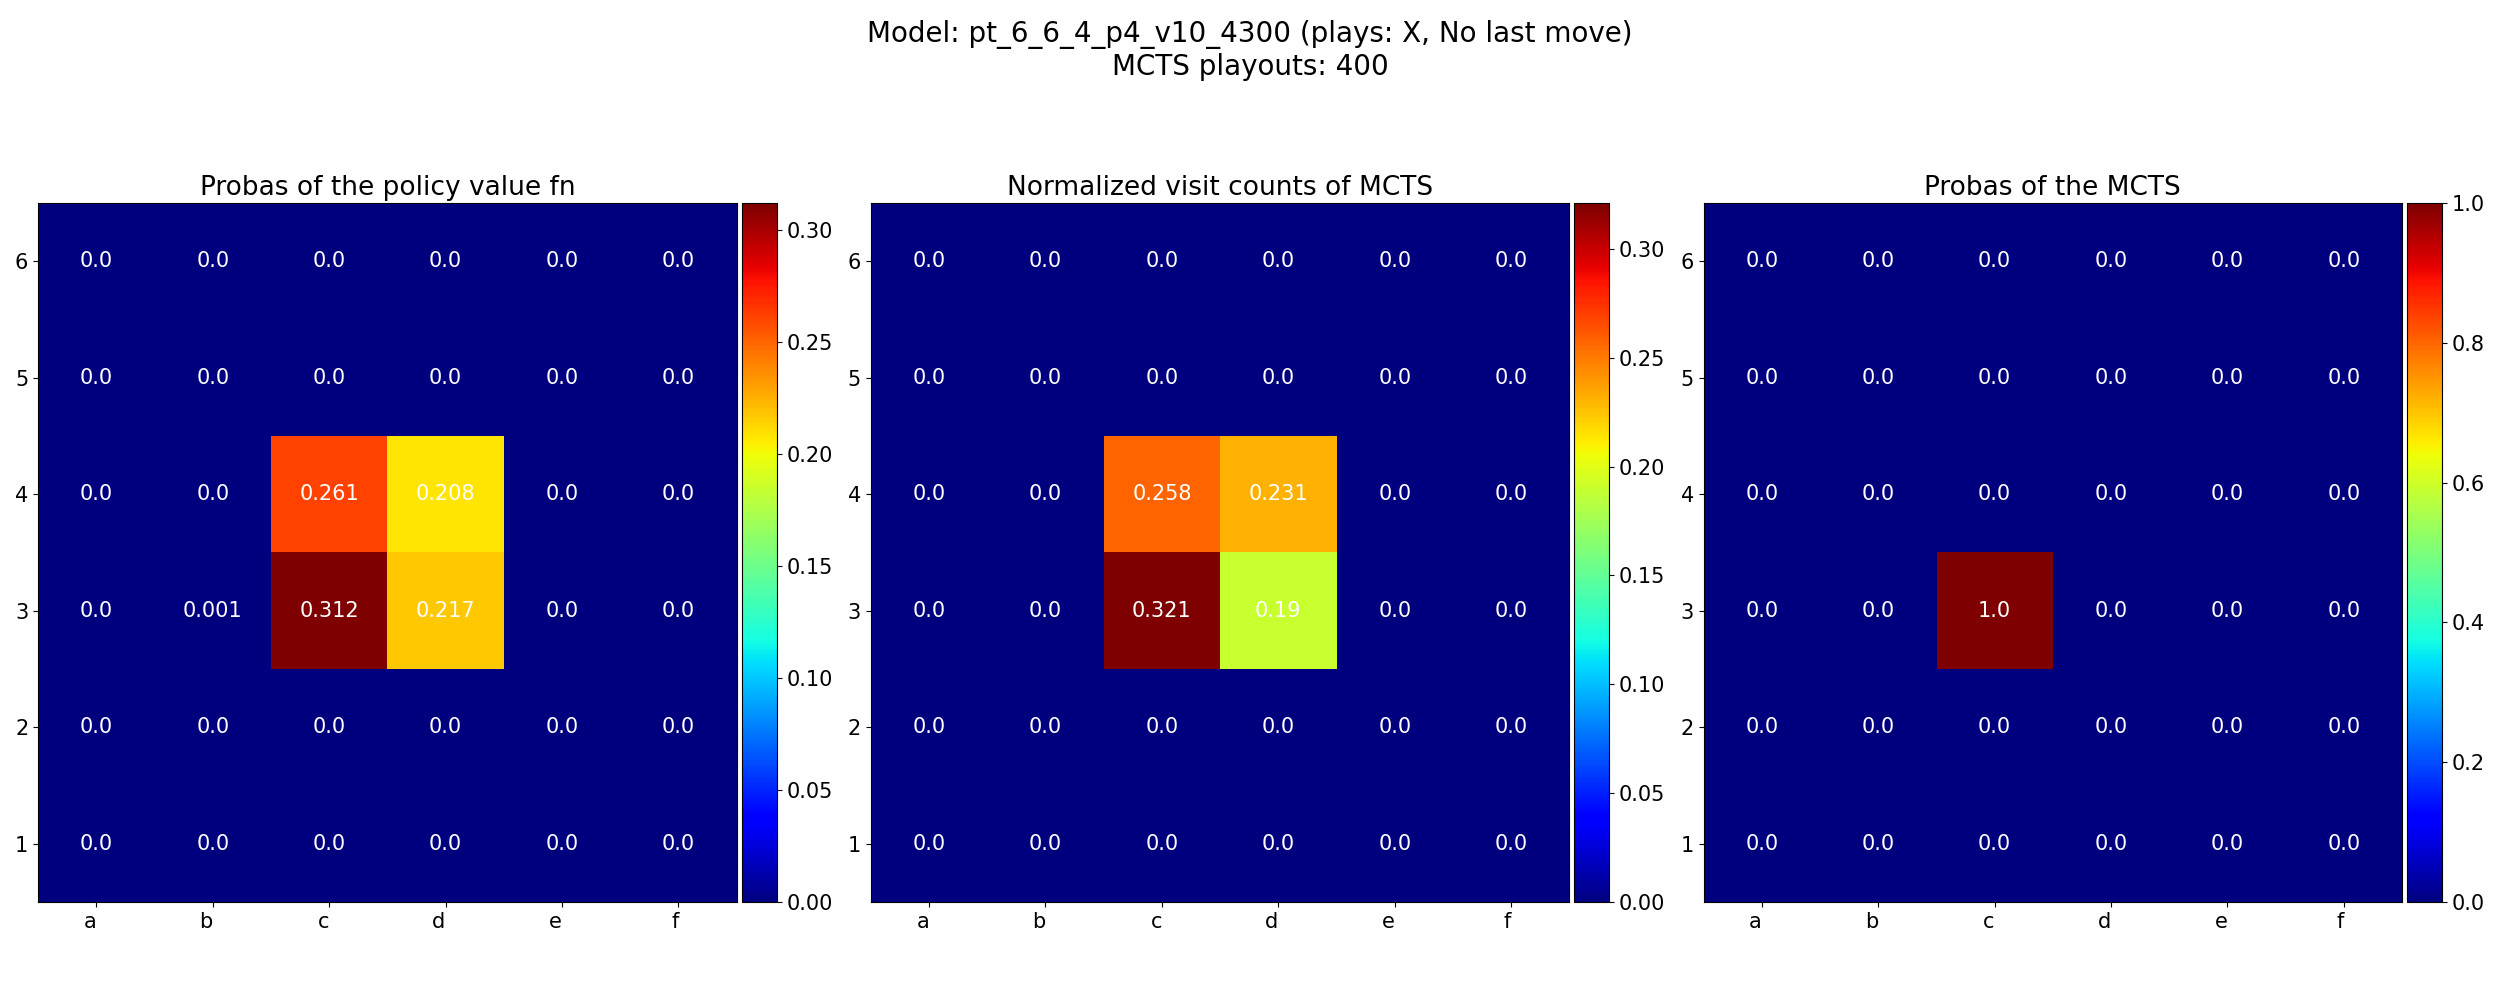 Model: pt_6_6_4_p4_v10_4300 (plays: X, No last move)
MCTS playouts: 400
Probas of the policy value fn
6 0.0 0.0 0.0 0.0 0.0 0.0
5 0.0 0.0 0.0 0.0 0.0 0.0
4 0.0 0.0 0.261 0.208 0.0 0.0
3 0.0 0.001 0.312 0.217 0.0 0.0
2 0.0 0.0 0.0 0.0 0.0 0.0
1 0.0 0.0 0.0 0.0 0.0 0.0
a b c d e f
0.30
0.25
0.20
0.15
0.10
0.05
0.00
Normalized visit counts of MCTS
6 0.0 0.0 0.0 0.0 0.0 0.0
5 0.0 0.0 0.0 0.0 0.0 0.0
4 0.0 0.0 0.258 0.231 0.0 0.0
3 0.0 0.0 0.321 0.19 0.0 0.0
2 0.0 0.0 0.0 0.0 0.0 0.0
1 0.0 0.0 0.0 0.0 0.0 0.0
a b c d e f
0.30
0.25
0.20
0.15
0.10
0.05
0.00
Probas of the MCTS
6 0.0 0.0 0.0 0.0 0.0 0.0
5 0.0 0.0 0.0 0.0 0.0 0.0
4 0.0 0.0 0.0 0.0 0.0 0.0
3 0.0 0.0 1.0 0.0 0.0 0.0
2 0.0 0.0 0.0 0.0 0.0 0.0
1 0.0 0.0 0.0 0.0 0.0 0.0
a b c d e f
1.0
0.8
0.6
0.4
0.2
0.0